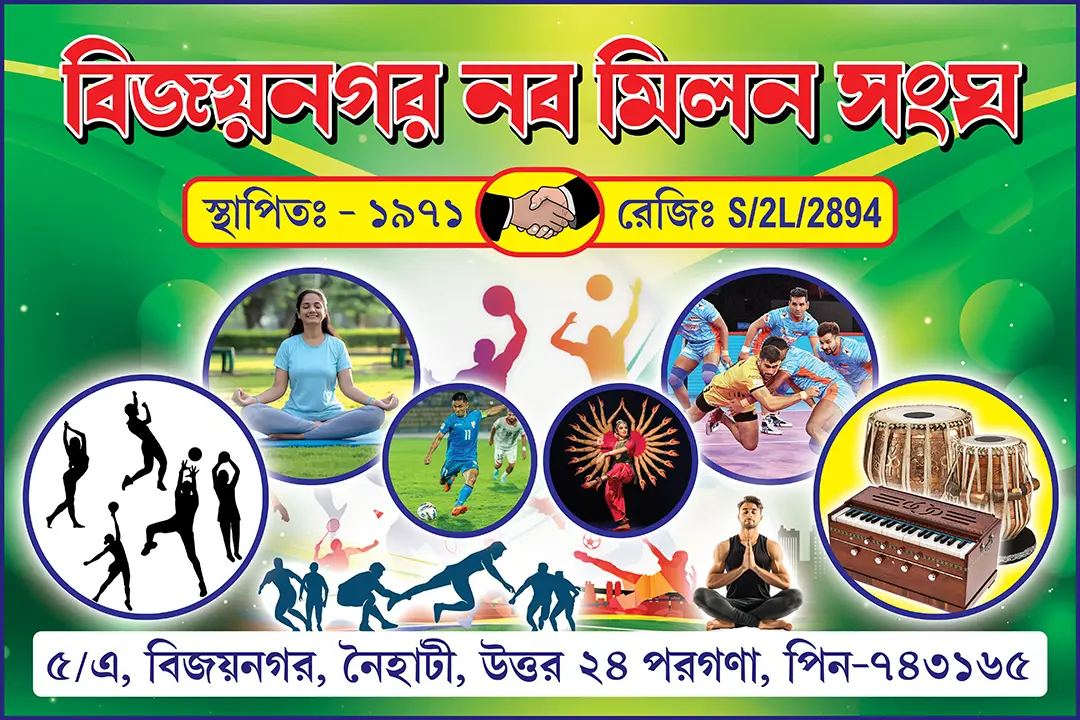 বিজয়নগর নব মিলন সংঘ
স্থাপিতঃ - ১৯৭১ রেজিঃ S/2L/2894
৫/এ, বিজয়নগর, নৈহাটী, উত্তর ২৪ পরগণা, পিন-৭৪৩১৬৫